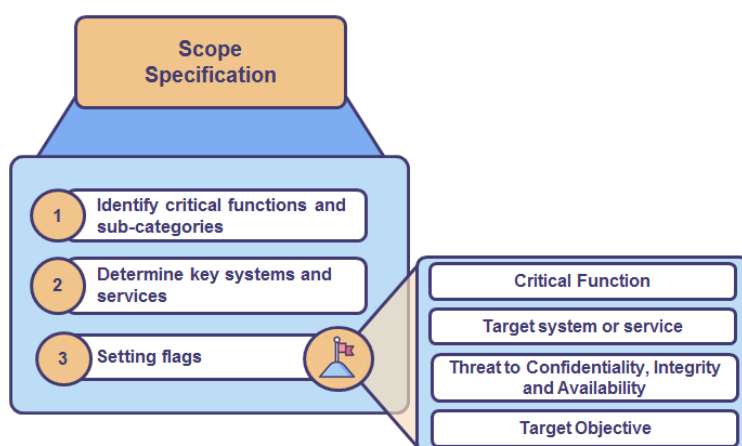 Scope
Specification
1
Identify critical functions and
sub-categories
2
Determine key systems and
services
3
Setting flags
Critical Function
Target system or service
Threat to Confidentiality, Integrity
and Availability
Target Objective